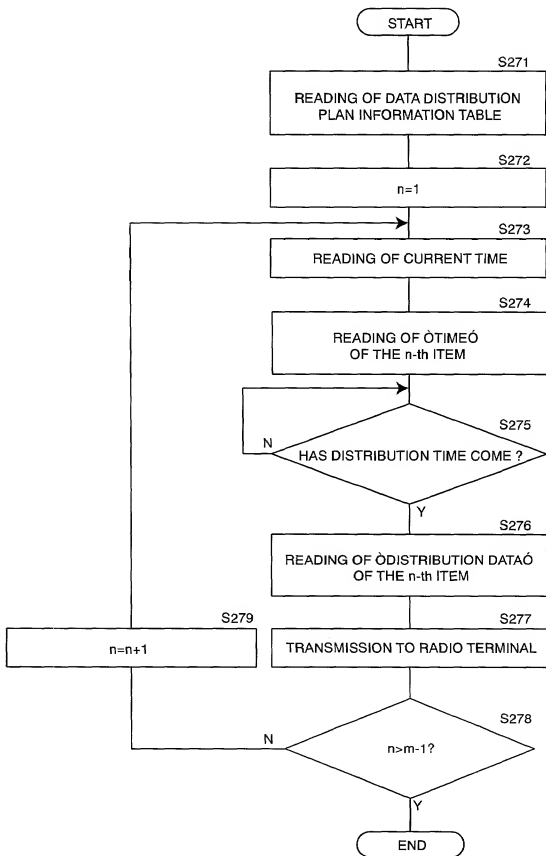 START
S271
READING OF DATA DISTRIBUTION
PLAN INFORMATION TABLE
S272
n=1
S273
READING OF CURRENT TIME
S274
READING OF ÒTIMEÓ
OF THE n-th ITEM
S275
N
HAS DISTRIBUTION TIME COME ?
Y
S276
READING OF ÒDISTRIBUTION DATAÓ
OF THE n-th ITEM
S279
n=n+1
S277
TRANSMISSION TO RADIO TERMINAL
S278
N
n>m-1?
Y
END